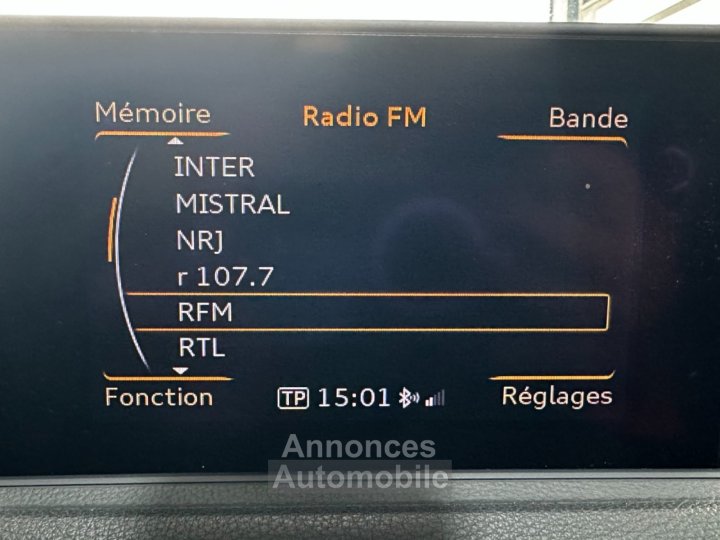 Mémoire Radio FM Bande
INTER
MISTRAL
NRJ
r 107.7
RFM
RTL
Fonction TP 15:01 Réglages
Annonces
Automobile